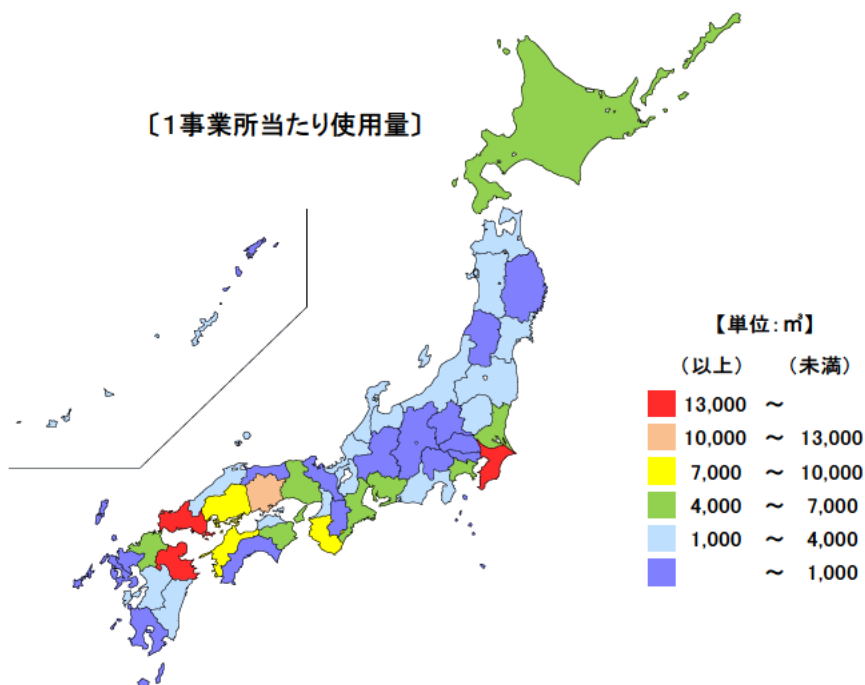 〔１事業所当たり使用量〕
【単位：㎥】
（以上）　（未満）
13,000 ～
10,000 ～ 13,000
7,000 ～ 10,000
4,000 ～ 7,000
1,000 ～ 4,000
～ 1,000